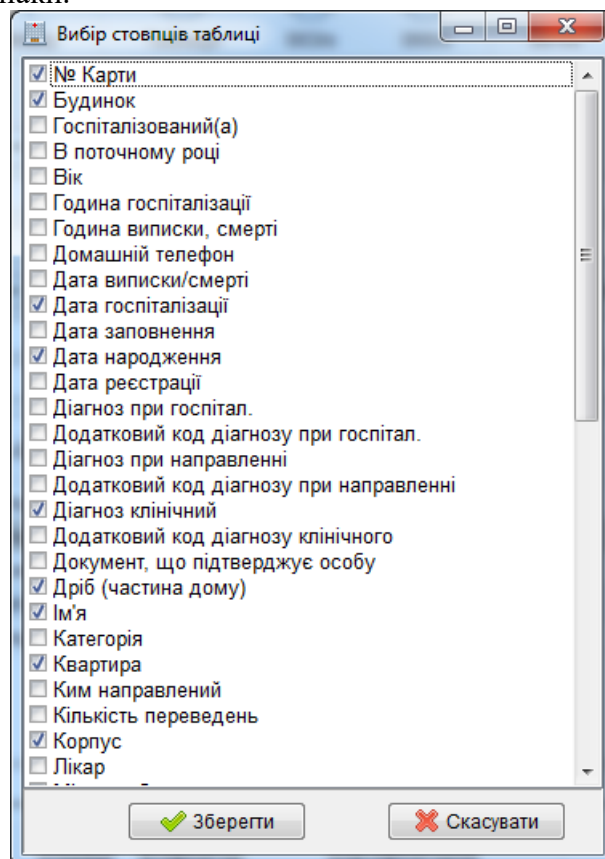 Вибір стовпців таблиці
№ Карти
Будинок
Госпіталізований(а)
В поточному році
Вік
Година госпіталізації
Година виписки, смерті
Домашній телефон
Дата виписки/смерті
Дата госпіталізації
Дата заповнення
Дата народження
Дата реєстрації
Діагноз при госпітал.
Додатковий код діагнозу при госпітал.
Діагноз при направленні
Додатковий код діагнозу при направленні
Діагноз клінічний
Додатковий код діагнозу клінічного
Документ, що підтверджує особу
Дріб (частина дому)
Ім'я
Категорія
Квартира
Ким направлений
Кількість переведень
Корпус
Лікар
Зберегти Скасувати